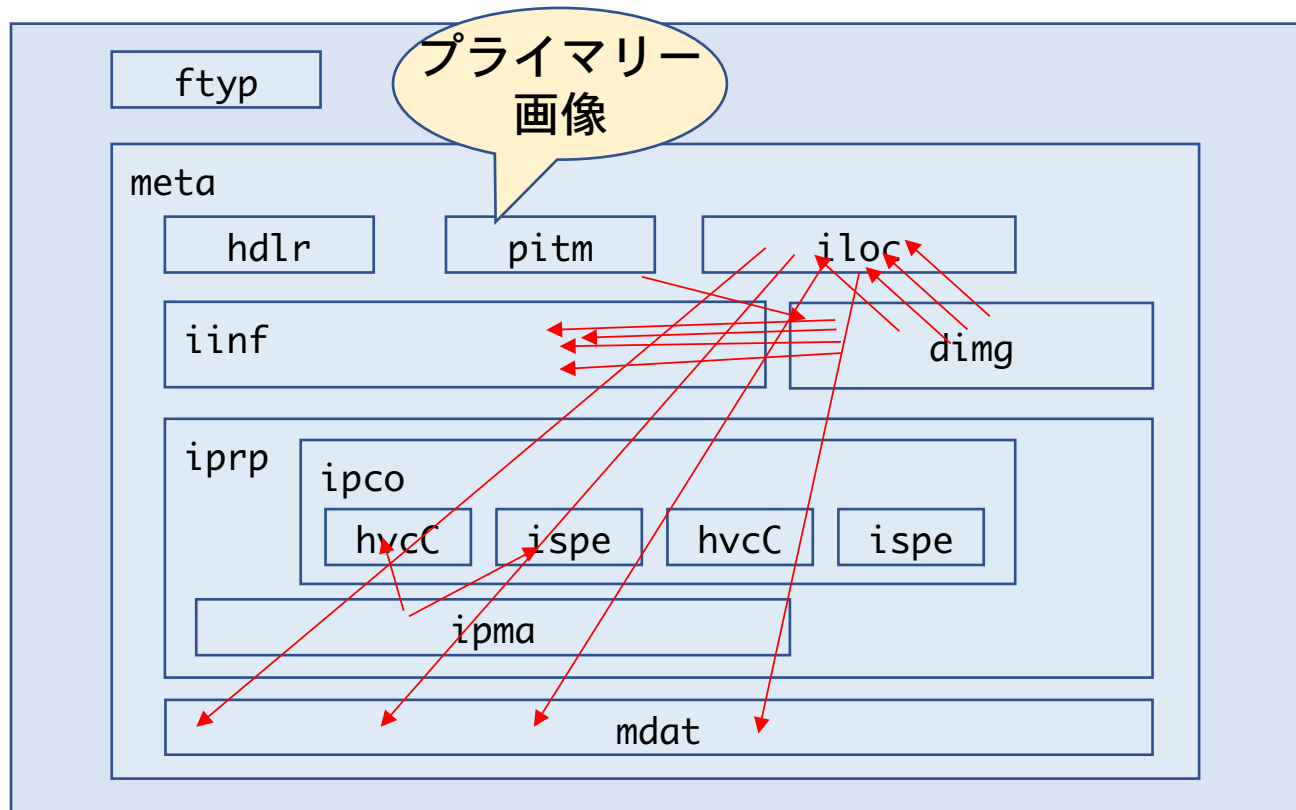 プライマリー
画像
ftyp
meta
hdlr
pitm
iloc
iinf
dimg
iprp
ipco
hvcC
ispe
hvcC
ispe
ipma
mdat